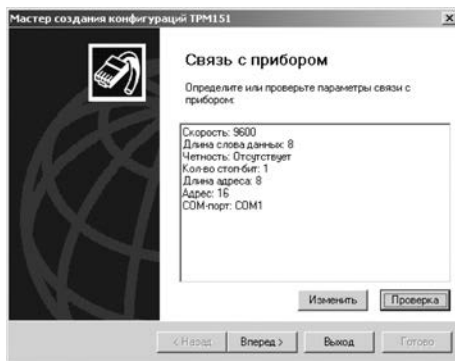 Мастер создания конфигураций ТРМ151
Связь с прибором
Определите или проверьте параметры связи с
прибором:
Скорость: 9600
Длина слова данных: 8
Четность: Отсутствует
Кол-во стоп-бит: 1
Длина адреса: 8
Адрес: 16
COM-порт: COM1
Изменить
Проверка
< Назад
Вперед >
Выход
Готово